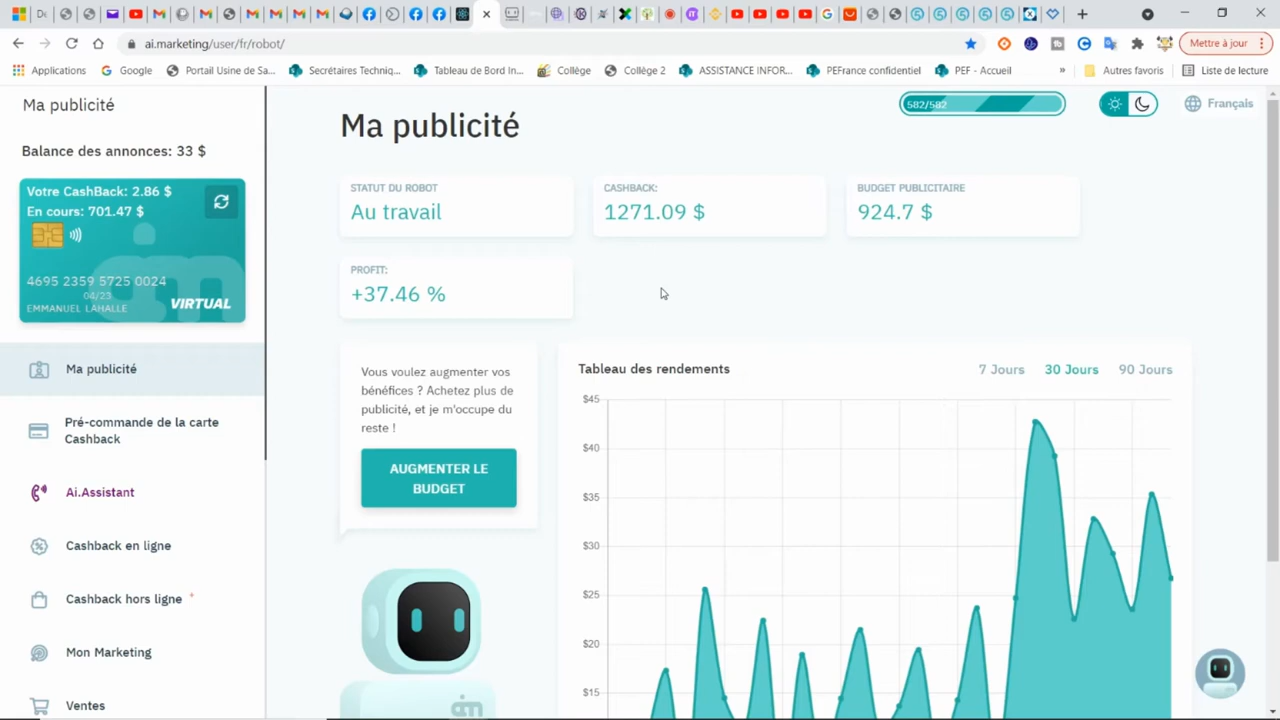 ai.marketing/user/fr/robot/
Mettre à jour
Applications
Google
Portail Usine de Sa...
Secrétaires Techniq...
Tableau de Bord In...
Collège
Collège 2
ASSISTANCE INFOR...
PEFrance confidentiel
PEF - Accueil
»
Autres favoris
Liste de lecture
Ma publicité
Balance des annonces: 33 $
Votre CashBack: 2.86 $
En cours: 701.47 $
4695 2359 5725 0024
04/23
EMMANUEL LAHALLE
VIRTUAL
Ma publicité
Pré-commande de la carte
Cashback
Ai.Assistant
Cashback en ligne
Cashback hors ligne *
Mon Marketing
Ventes
Ma publicité
582/582
Français
STATUT DU ROBOT
Au travail
CASHBACK:
1271.09 $
BUDGET PUBLICITAIRE
924.7 $
PROFIT:
+37.46 %
Vous voulez augmenter vos
bénéfices ? Achetez plus de
publicité, et je m'occupe du
reste !
AUGMENTER LE
BUDGET
Tableau des rendements
7 Jours
30 Jours
90 Jours
$45
$40
$35
$30
$25
$20
$15